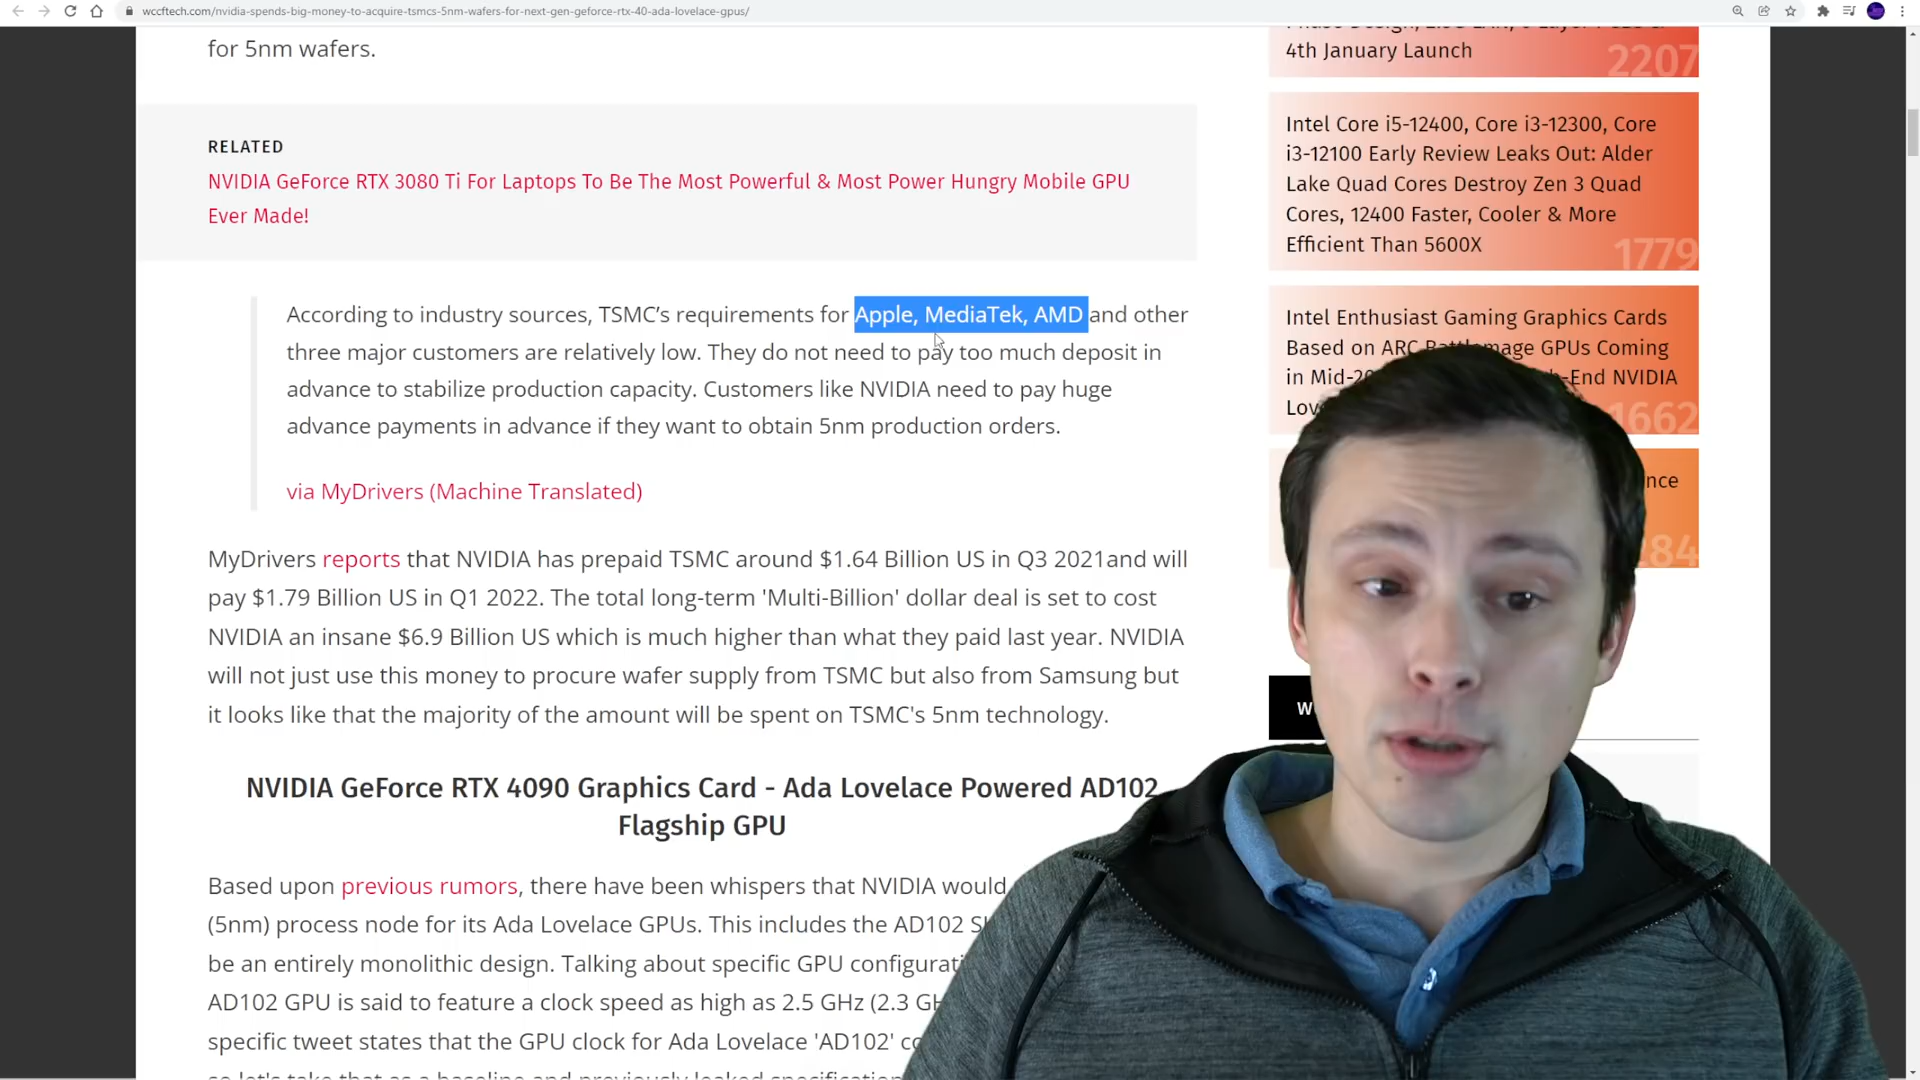 wccftech.com/nvidia-spends-big-money-to-acquire-tsmcs-5nm-wafers-for-next-gen-geforce-rtx-40-ada-lovelace-gpus/
for 5nm wafers.
RELATED
NVIDIA GeForce RTX 3080 Ti For Laptops To Be The Most Powerful & Most Power Hungry Mobile GPU
Ever Made!
According to industry sources, TSMC’s requirements for Apple, MediaTek, AMD and other
three major customers are relatively low. They do not need to pay too much deposit in
advance to stabilize production capacity. Customers like NVIDIA need to pay huge
advance payments in advance if they want to obtain 5nm production orders.
via MyDrivers (Machine Translated)
MyDrivers reports that NVIDIA has prepaid TSMC around $1.64 Billion US in Q3 2021and will
pay $1.79 Billion US in Q1 2022. The total long-term 'Multi-Billion' dollar deal is set to cost
NVIDIA an insane $6.9 Billion US which is much higher than what they paid last year. NVIDIA
will not just use this money to procure wafer supply from TSMC but also from Samsung but
it looks like that the majority of the amount will be spent on TSMC's 5nm technology.
NVIDIA GeForce RTX 4090 Graphics Card - Ada Lovelace Powered AD102
Flagship GPU
Based upon previous rumors, there have been whispers that NVIDIA would
(5nm) process node for its Ada Lovelace GPUs. This includes the AD102
be an entirely monolithic design. Talking about specific GPU
AD102 GPU is said to feature a clock speed as high as 2.5 GHz (2.3
specific tweet states that the GPU clock for Ada Lovelace 'AD102'
so let's take that as a baseline and previously leaked
4th January Launch
2207
Intel Core i5-12400, Core i3-12300, Core
i3-12100 Early Review Leaks Out: Alder
Lake Quad Cores Destroy Zen 3 Quad
Cores, 12400 Faster, Cooler & More
Efficient Than 5600X
1779
Intel Enthusiast Gaming Graphics Cards
Based on ARC Battlemage GPUs Coming
in End NVIDIA
1662